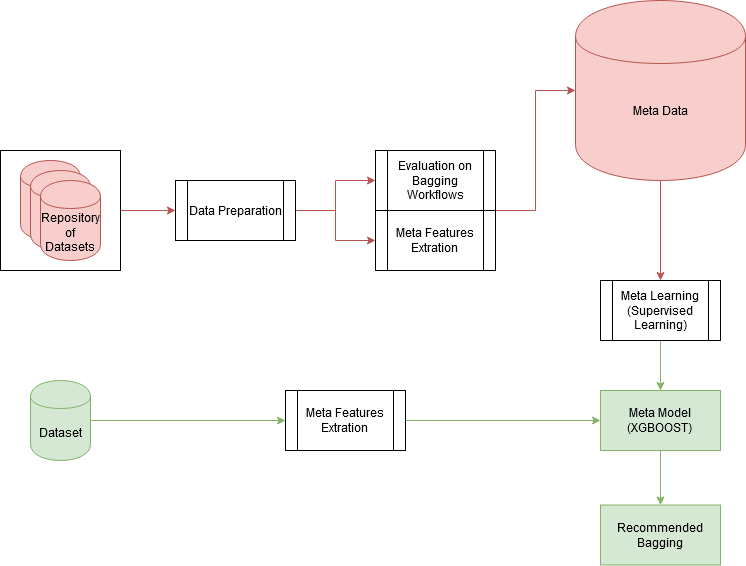 Meta Data
Evaluation on
Bagging
Workflows
Repository
of
Datasets
Data Preparation
Meta Features
Extration
Meta Learning
(Supervised
Learning)
Dataset
Meta Features
Extration
Meta Model
(XGBOOST)
Recommended
Bagging